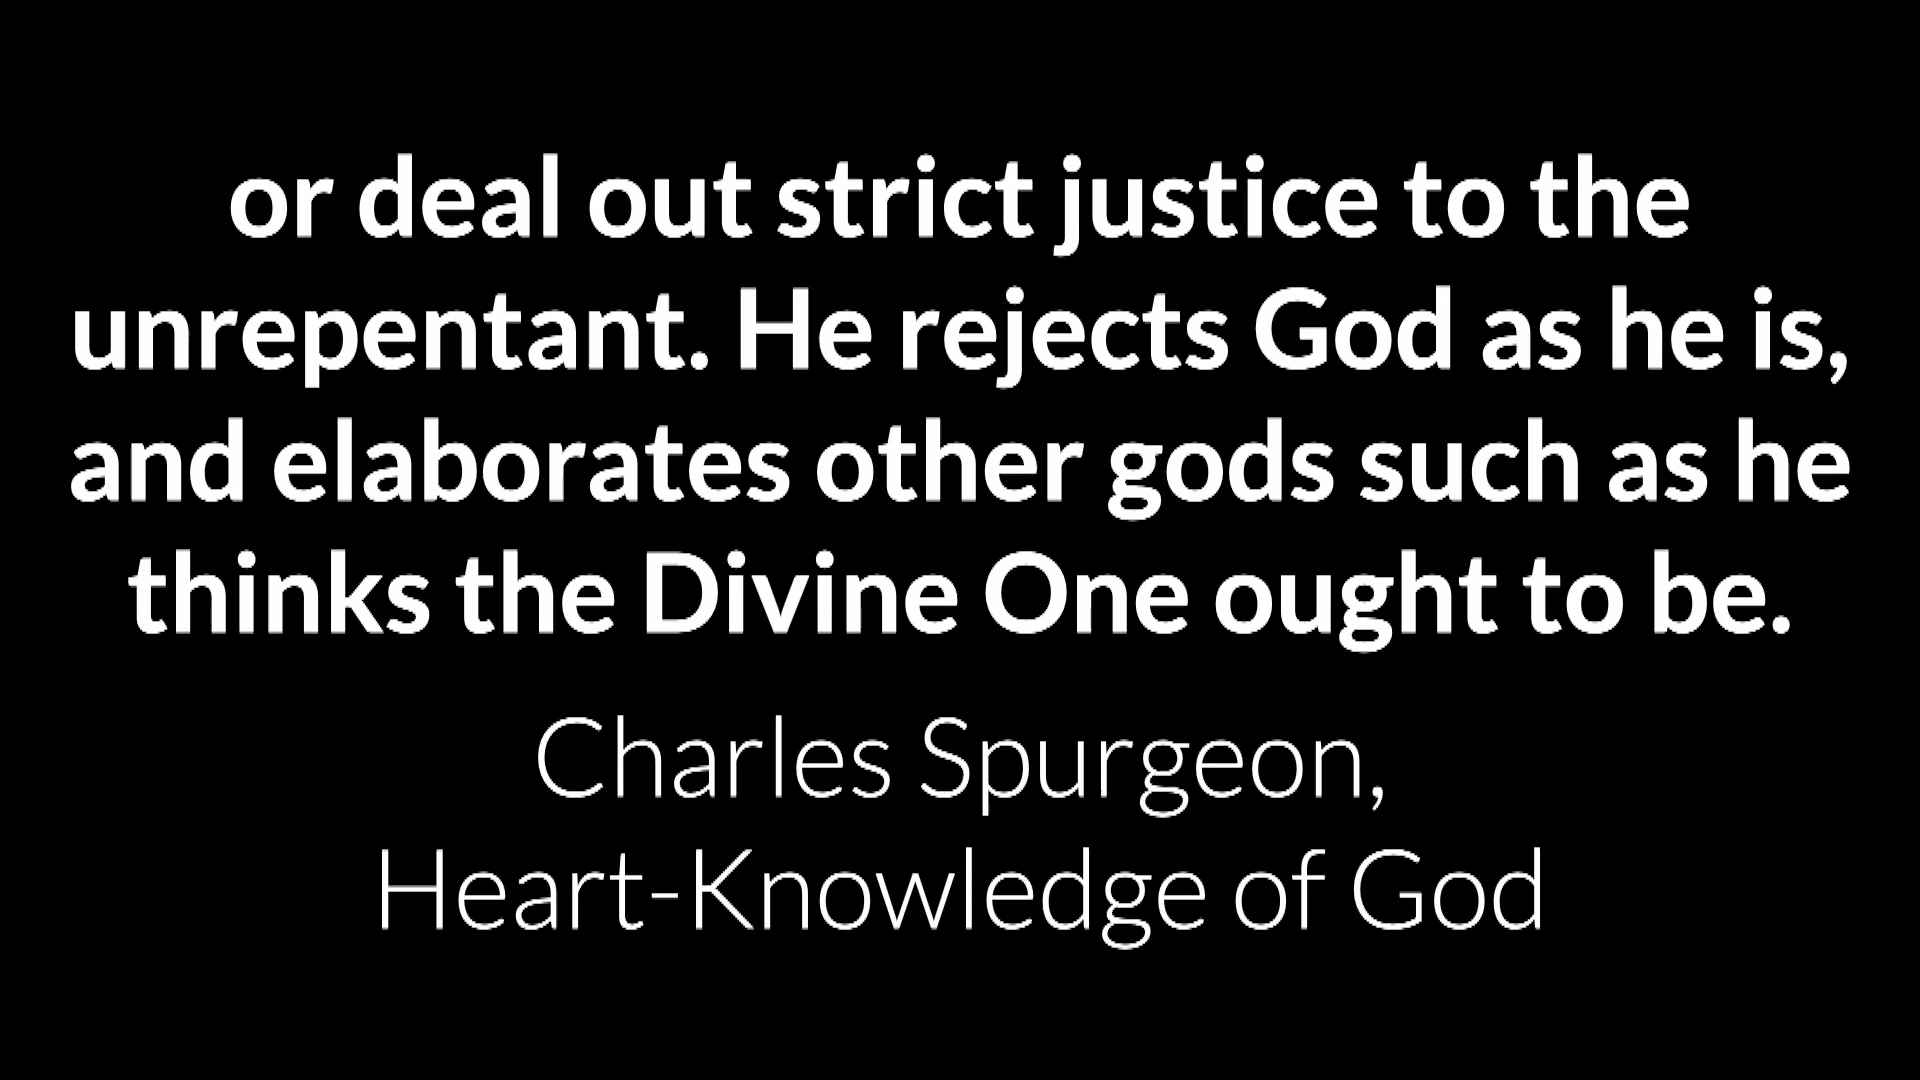 or deal out strict justice to the
unrepentant. He rejects God as he is,
and elaborates other gods such as he
thinks the Divine One ought to be.
Charles Spurgeon,
Heart-Knowledge of God